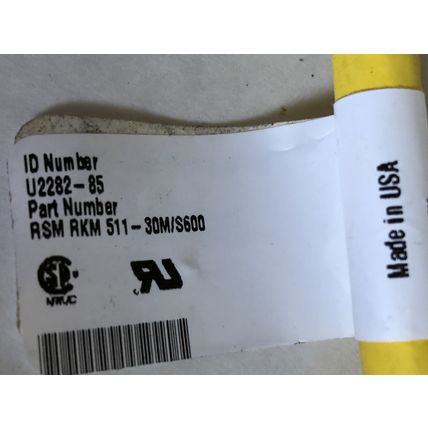 ID Number
U2282-85
Part Number
RSM RKM 511-30M/S600
NRTL/C
Made in USA